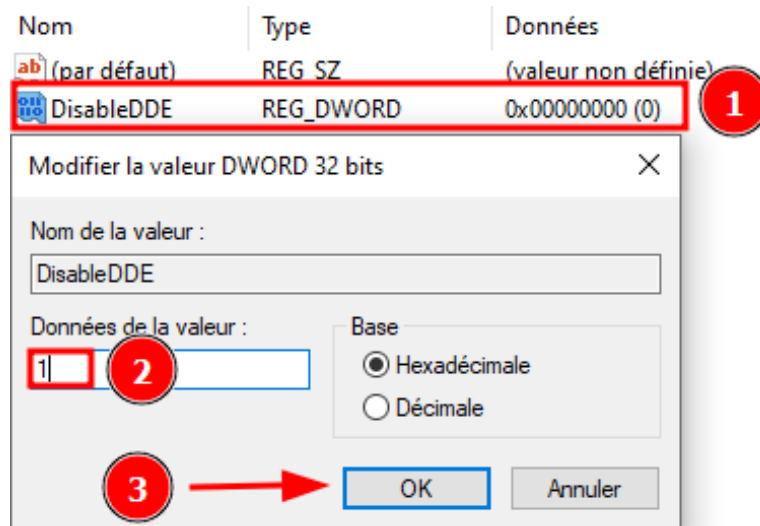 Nom Type Données
ab (par défaut) REG_SZ (valeur non définie)
DisableDDE REG_DWORD 0x00000000 (0)
1
Modifier la valeur DWORD 32 bits
Nom de la valeur :
DisableDDE
Données de la valeur : Base
1 2 Hexadécimale
Décimale
3 OK Annuler